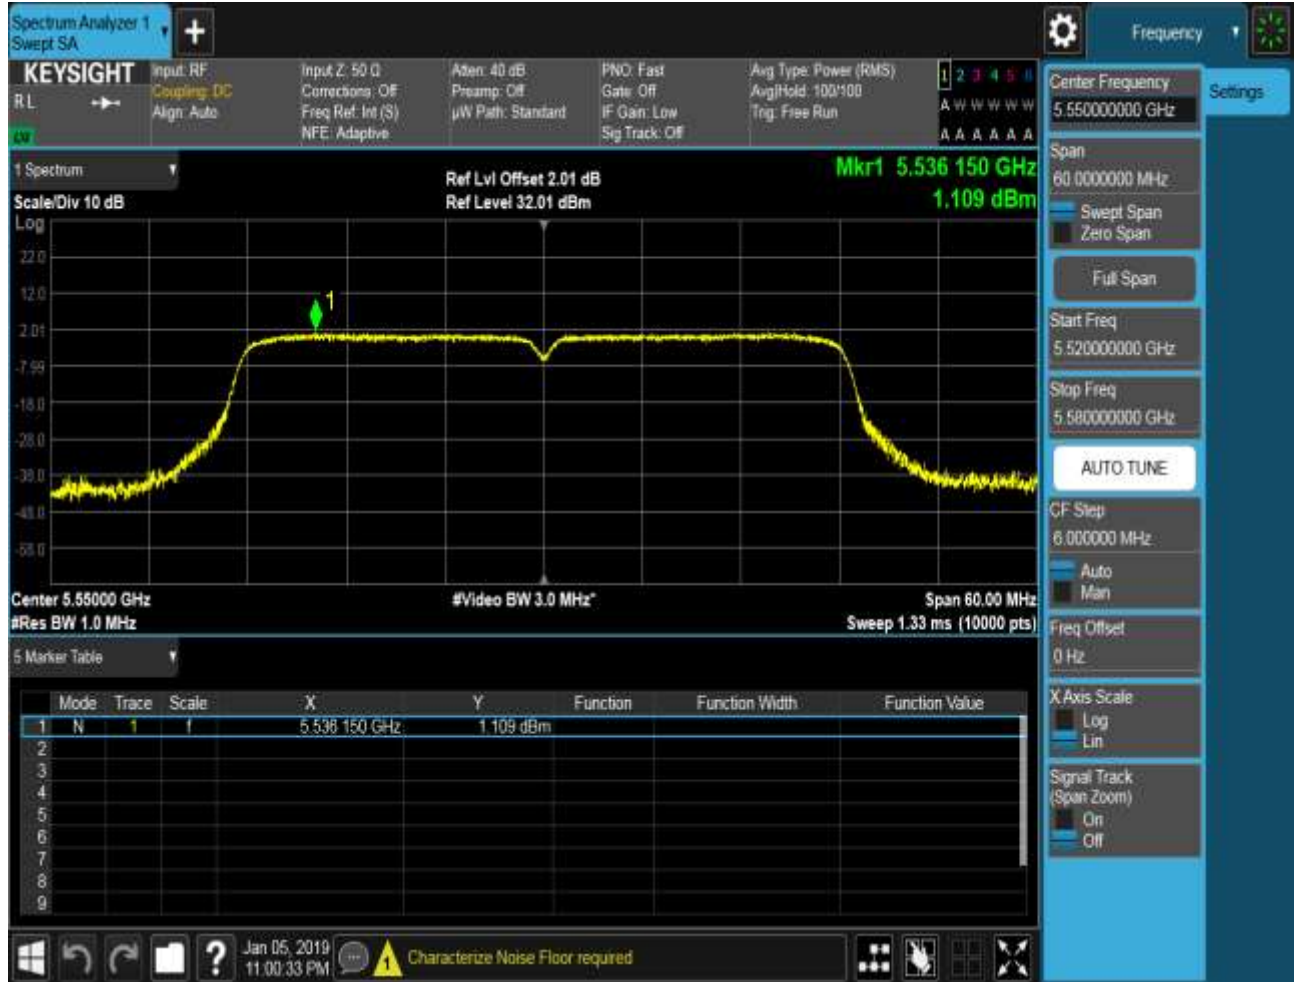 Spectrum Analyzer 1
Swept SA
Frequency
KEYSIGHT
RL
Input: RF
Coupling: DC
Align: Auto
Input Z: 50 Ω
Corrections: Off
Freq Ref: Int (S)
NFE: Adaptive
Atten: 40 dB
Preamp: Off
µW Path: Standard
PNO: Fast
Gate: Off
IF Gain: Low
Sig Track: Off
Avg Type: Power (RMS)
Avg|Hold: 100/100
Trig: Free Run
1 2 3 4 5 6
A W W W W W
A A A A A A
1 Spectrum
Scale/Div 10 dB
Ref Lvl Offset 2.01 dB
Ref Level 32.01 dBm
Mkr1 5.536 150 GHz
1.109 dBm
Log
22.0
12.0
2.01
-7.99
-18.0
-28.0
-38.0
-48.0
-58.0
1
Center 5.55000 GHz
#Res BW 1.0 MHz
#Video BW 3.0 MHz*
Span 60.00 MHz
Sweep 1.33 ms (10000 pts)
5 Marker Table
Mode Trace Scale X Y Function Function Width Function Value
1 N 1 f 5.536 150 GHz 1.109 dBm
2
3
4
5
6
7
8
9
Jan 05, 2019
11:00:33 PM
1
Characterize Noise Floor required
Center Frequency
5.550000000 GHz
Settings
Span
60.0000000 MHz
Swept Span
Zero Span
Full Span
Start Freq
5.520000000 GHz
Stop Freq
5.580000000 GHz
AUTO TUNE
CF Step
6.000000 MHz
Auto
Man
Freq Offset
0 Hz
X Axis Scale
Log
Lin
Signal Track
(Span Zoom)
On
Off